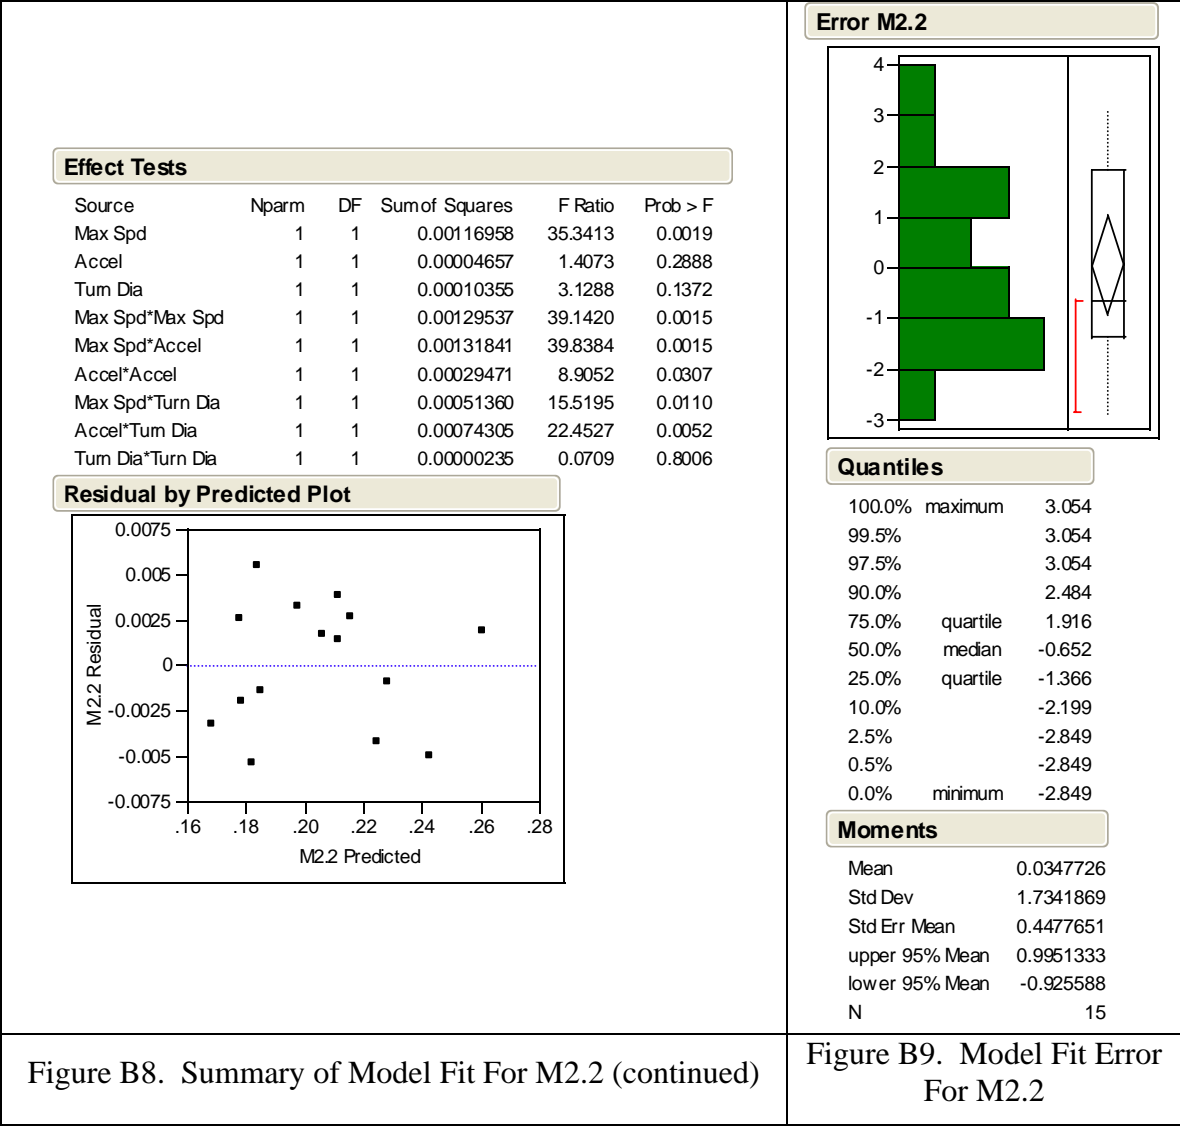 Effect Tests
Source Nparm DF Sum of Squares F Ratio Prob > F
Max Spd 1 1 0.00116958 35.3413 0.0019
Accel 1 1 0.00004657 1.4073 0.2888
Turn Dia 1 1 0.00010355 3.1288 0.1372
Max Spd*Max Spd 1 1 0.00129537 39.1420 0.0015
Max Spd*Accel 1 1 0.00131841 39.8384 0.0015
Accel*Accel 1 1 0.00029471 8.9052 0.0307
Max Spd*Turn Dia 1 1 0.00051360 15.5195 0.0110
Accel*Turn Dia 1 1 0.00074305 22.4527 0.0052
Turn Dia*Turn Dia 1 1 0.00000235 0.0709 0.8006
Residual by Predicted Plot
0.0075
0.005
0.0025
0
-0.0025
-0.005
-0.0075
M2.2 Residual
.16 .18 .20 .22 .24 .26 .28
M2.2 Predicted
Figure B8. Summary of Model Fit For M2.2 (continued)
Error M2.2
4
3
2
1
0
-1
-2
-3
Quantiles
100.0% maximum 3.054
99.5% 3.054
97.5% 3.054
90.0% 2.484
75.0% quartile 1.916
50.0% median -0.652
25.0% quartile -1.366
10.0% -2.199
2.5% -2.849
0.5% -2.849
0.0% minimum -2.849
Moments
Mean 0.0347726
Std Dev 1.7341869
Std Err Mean 0.4477651
upper 95% Mean 0.9951333
lower 95% Mean -0.925588
N 15
Figure B9. Model Fit Error
For M2.2